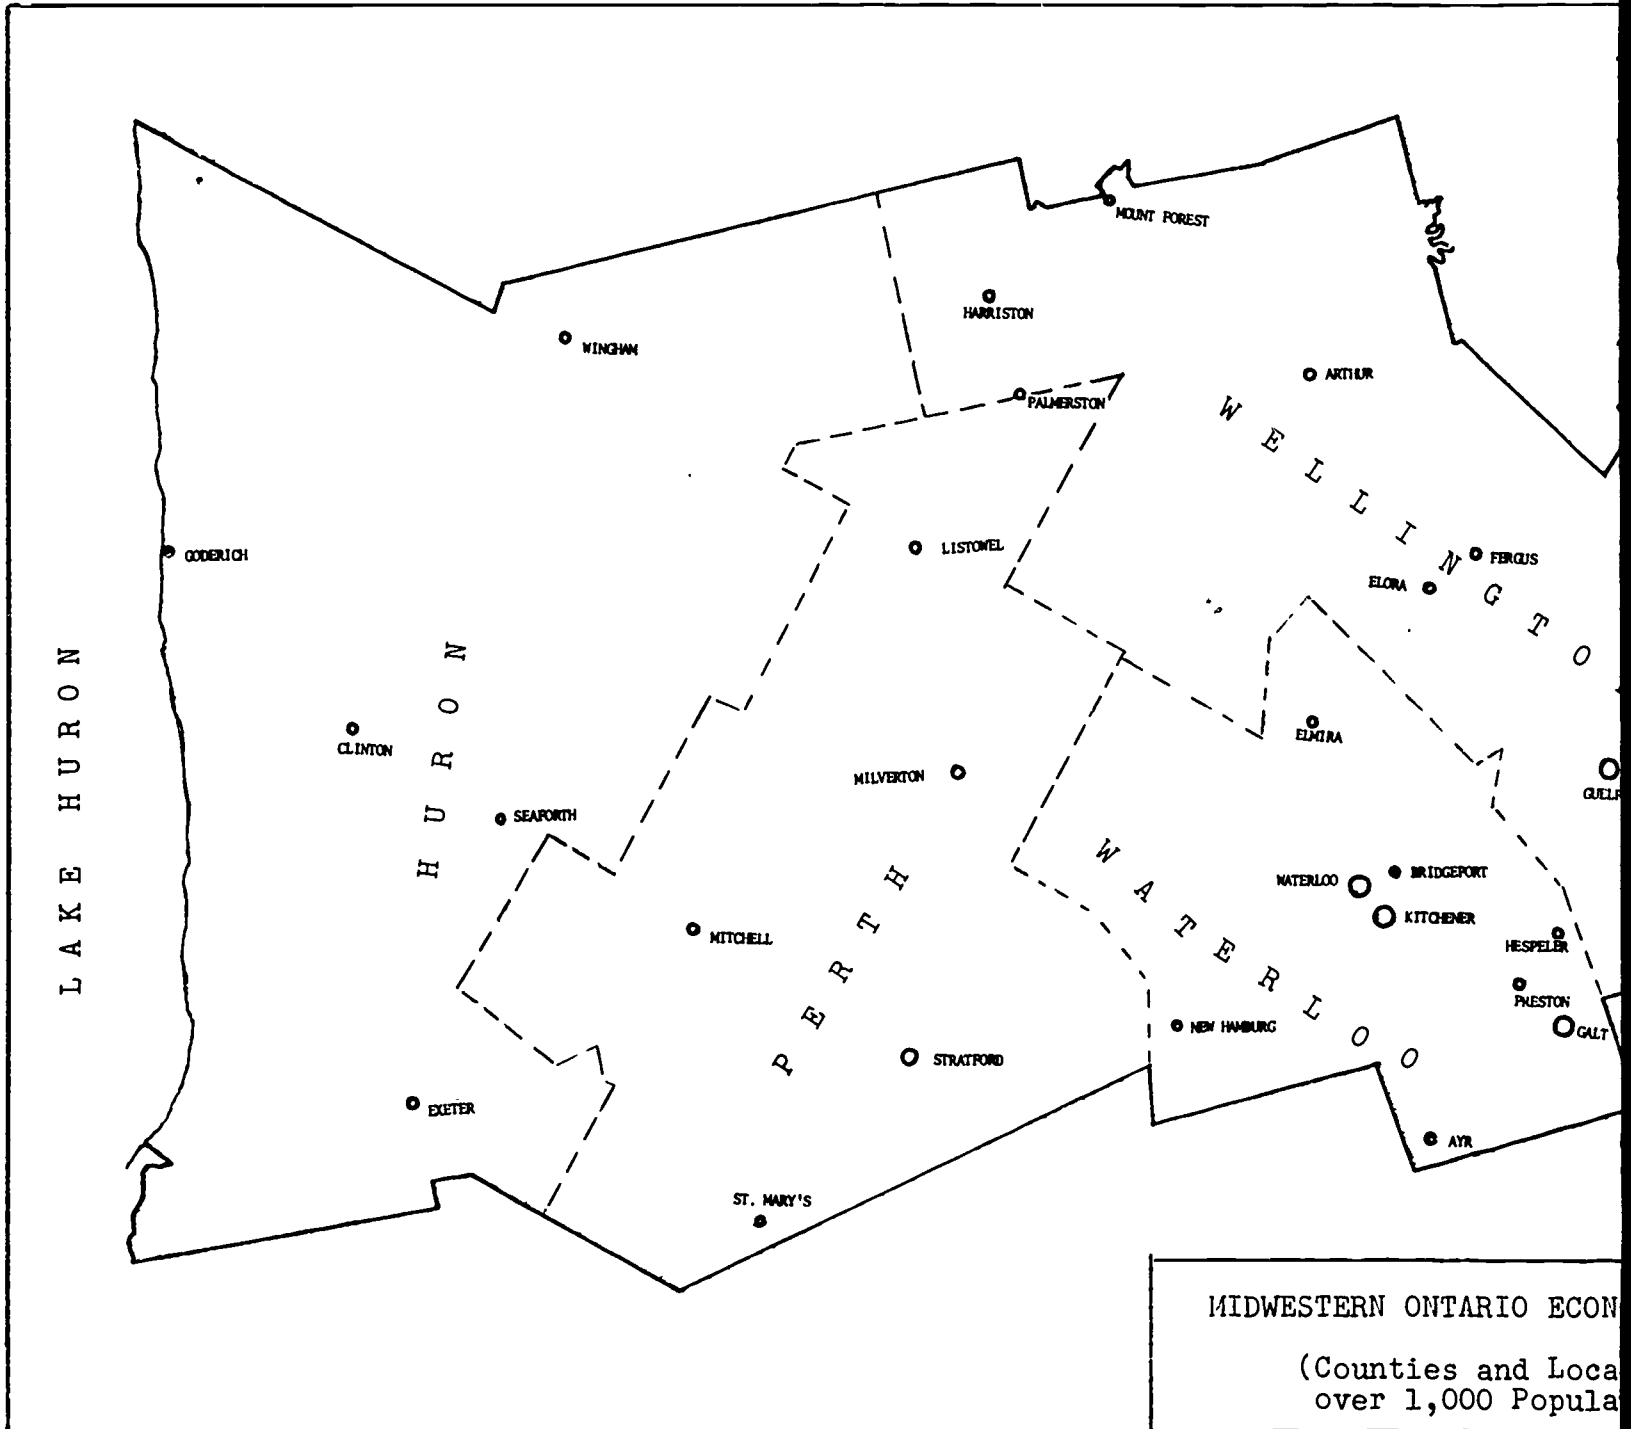 MOUNT FOREST
HARRISTON
WINGHAM
ARTHUR
PALMERSTON
WELLINGTO
GODERICH
LISTOWEL
FERGUS
ELORA
LAKE HURON
HURON
CLINTON
ELMIRA
MILVERTON
GUELP
SEAFORTH
PERTH
WATERLOO
WATERLOO
BRIDGEPORT
KITCHENER
MITCHELL
HESPELER
PRESTON
NEW HAMBURG
GALT
STRATFORD
EXETER
AYR
ST. MARY'S
MIDWESTERN ONTARIO ECON
(Counties and Loca
over 1,000 Popula